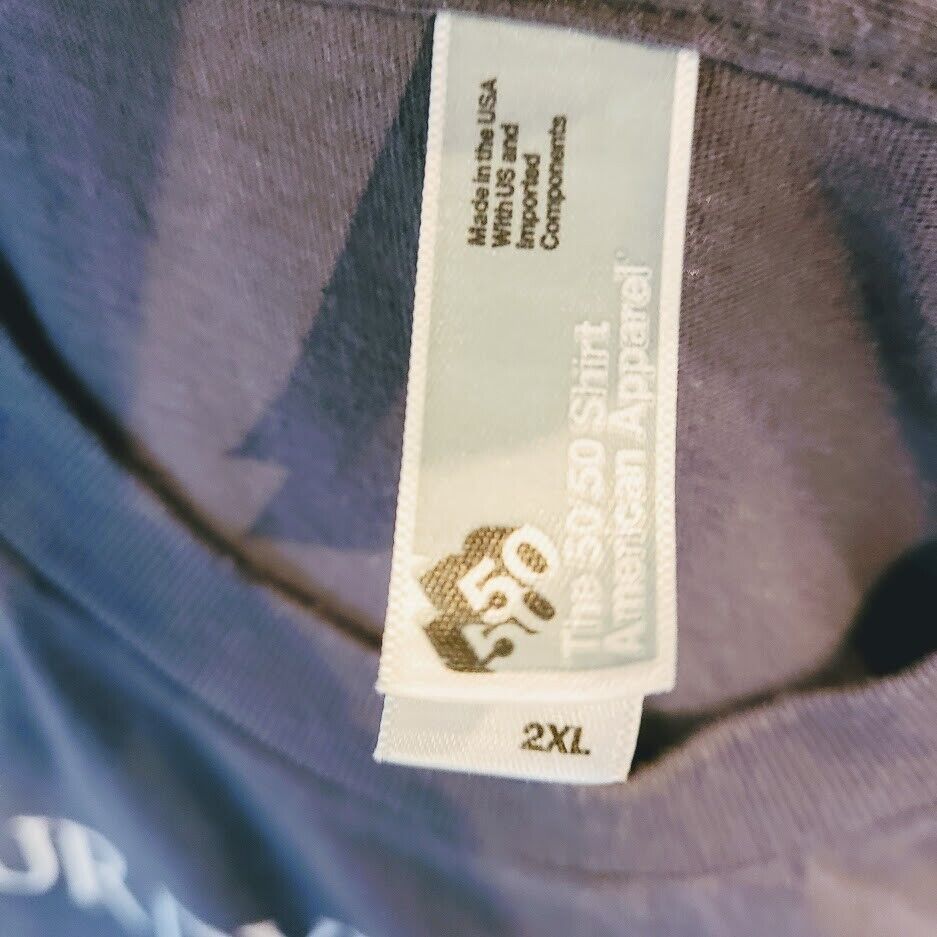 Made in the USA
With US and
Imported
Components
50
50
The 50/50 Shirt
American Apparel®
2XL